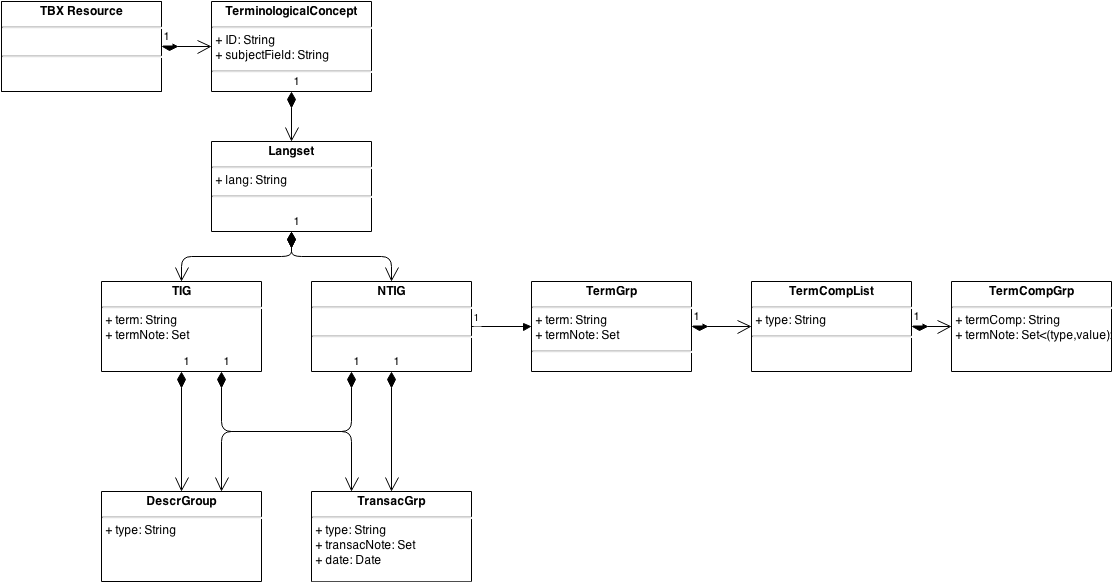 TBX Resource
1
TerminologicalConcept
+ ID: String
+ subjectField: String
1
Langset
+ lang: String
1
TIG
+ term: String
+ termNote: Set
1 1
NTIG
1
1 1
TermGrp
+ term: String
+ termNote: Set
1
TermCompList
+ type: String
1
TermCompGrp
+ termComp: String
+ termNote: Set<(type,value):
DescrGroup
+ type: String
TransacGrp
+ type: String
+ transacNote: Set
+ date: Date